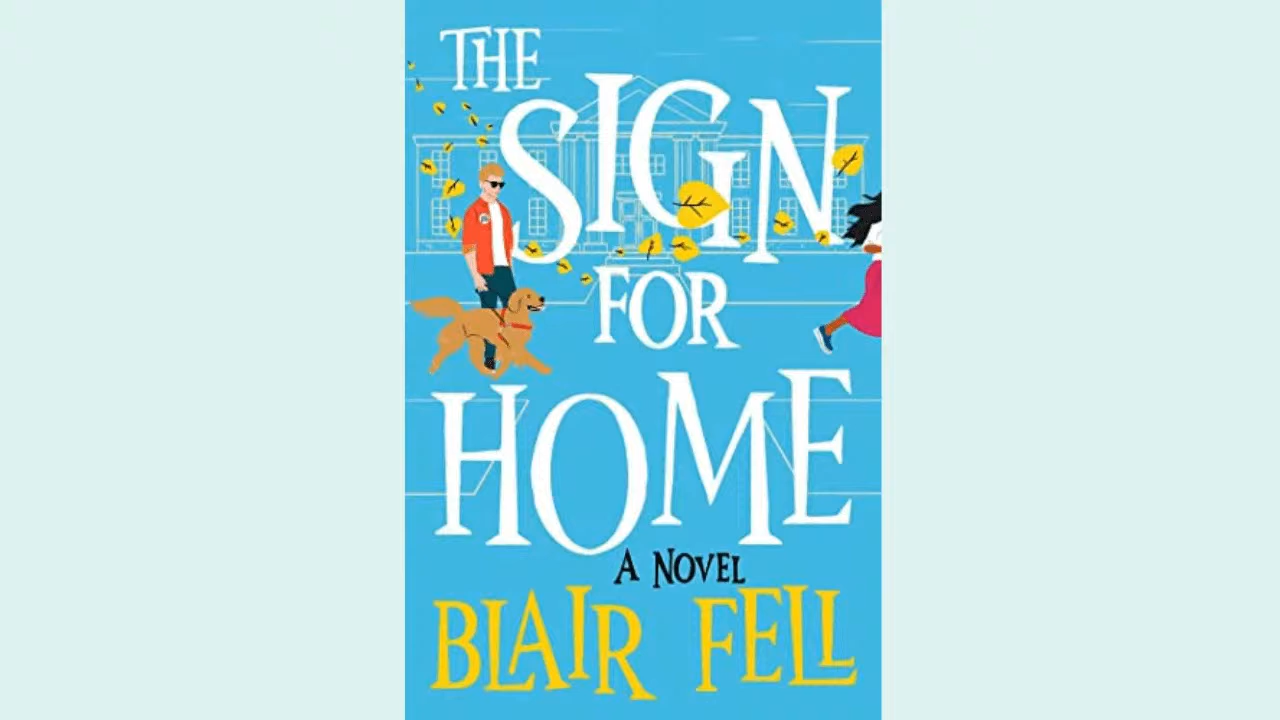 THE
SIGN
FOR
HOME
A NOVEL
BLAIR FELL